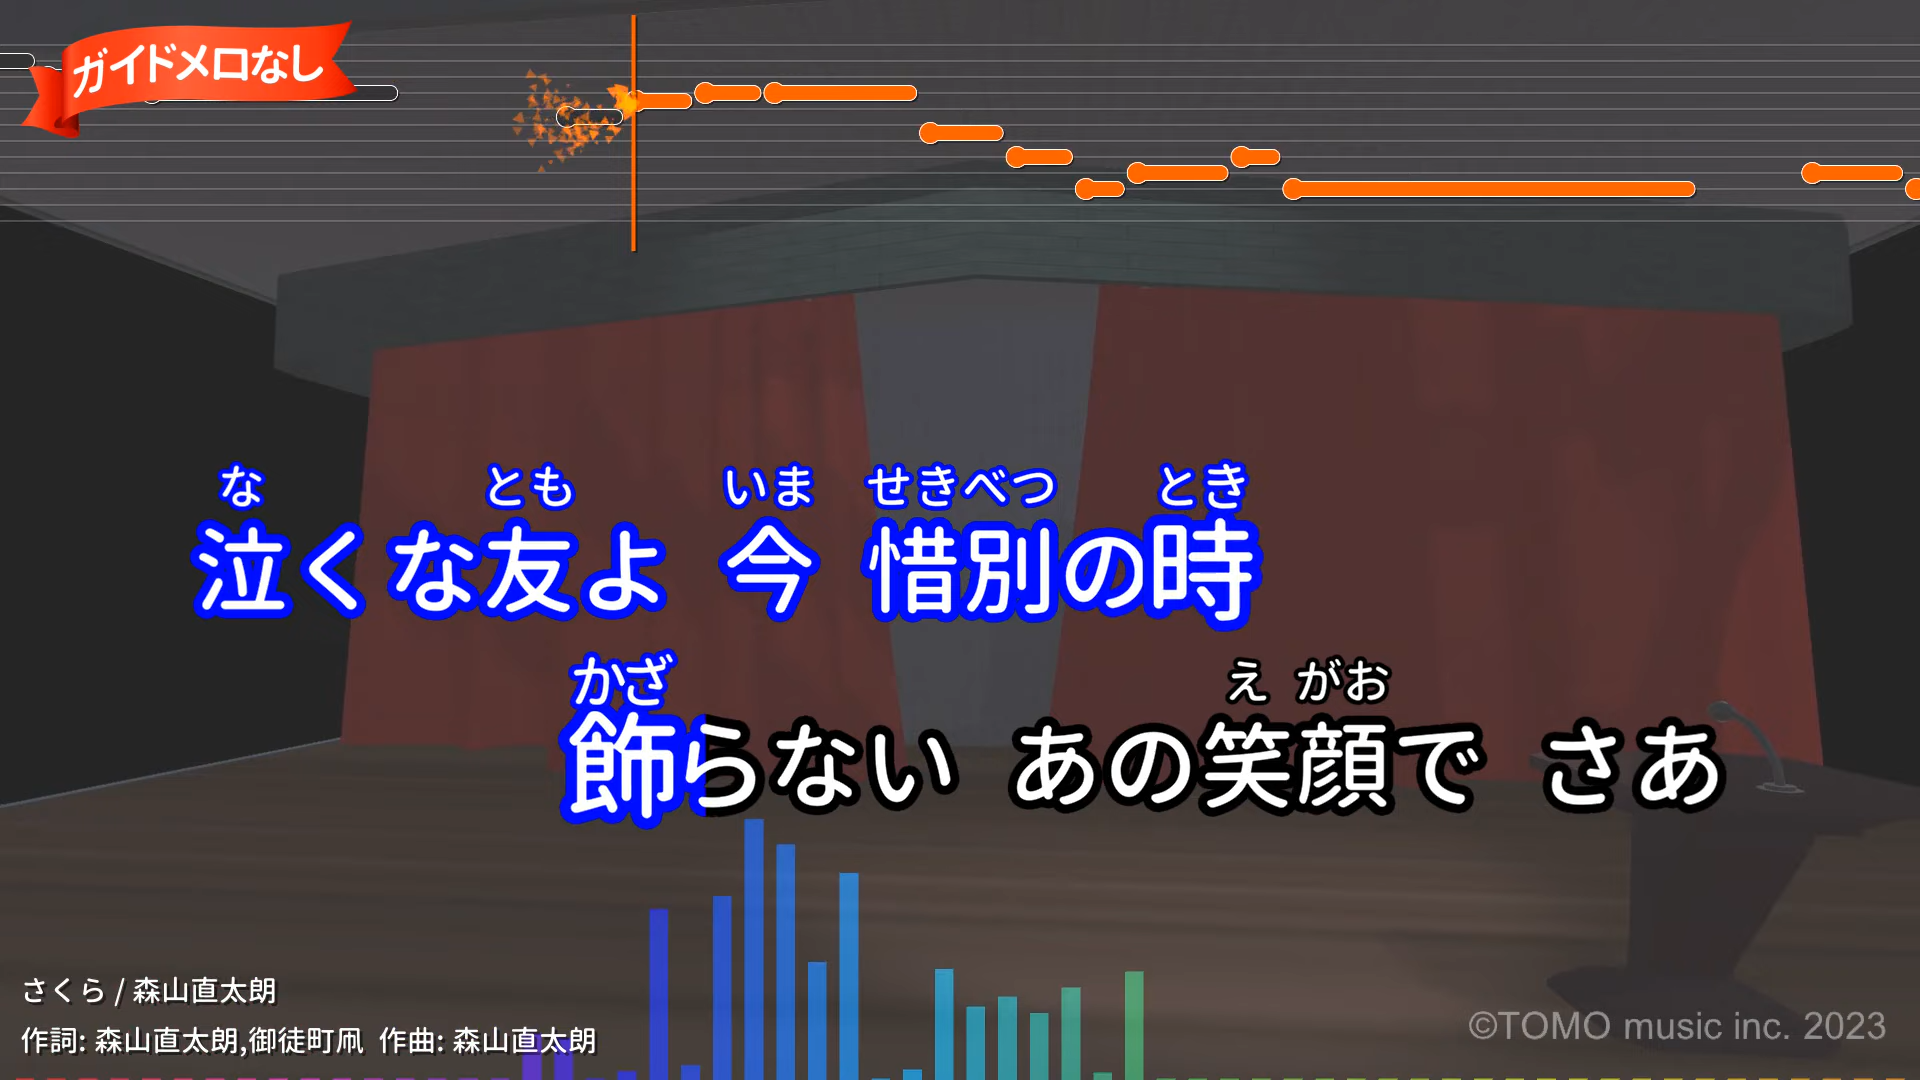 ガイドメロなし
な とも いま せきべつ とき
泣くな友よ 今 惜別の時
かざ え がお
飾らない あの笑顔で さあ
さくら / 森山直太朗
作詞: 森山直太朗,御徒町凧 作曲: 森山直太朗
©TOMO music inc. 2023